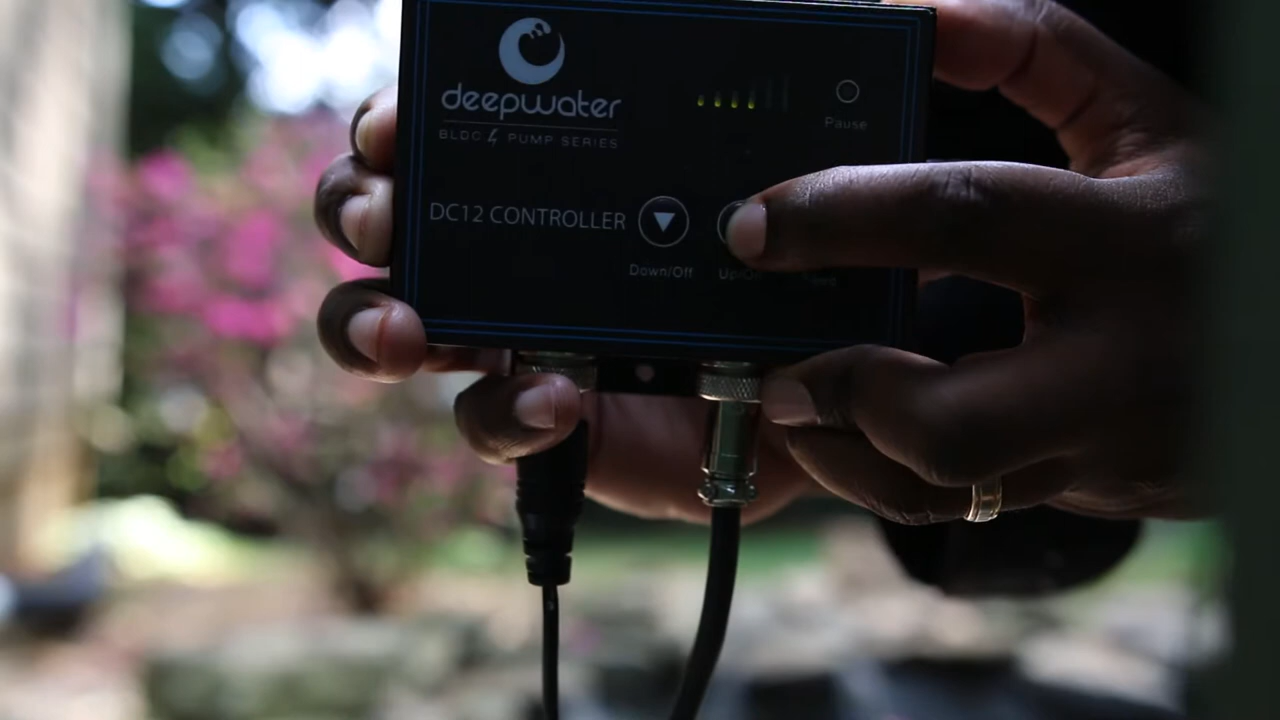 deepwater
BLDC PUMP SERIES
Pause
DC12 CONTROLLER
Down/Off